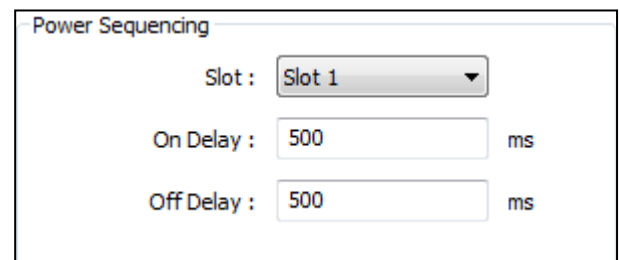 Power Sequencing
Slot : Slot 1
On Delay : 500 ms
Off Delay : 500 ms